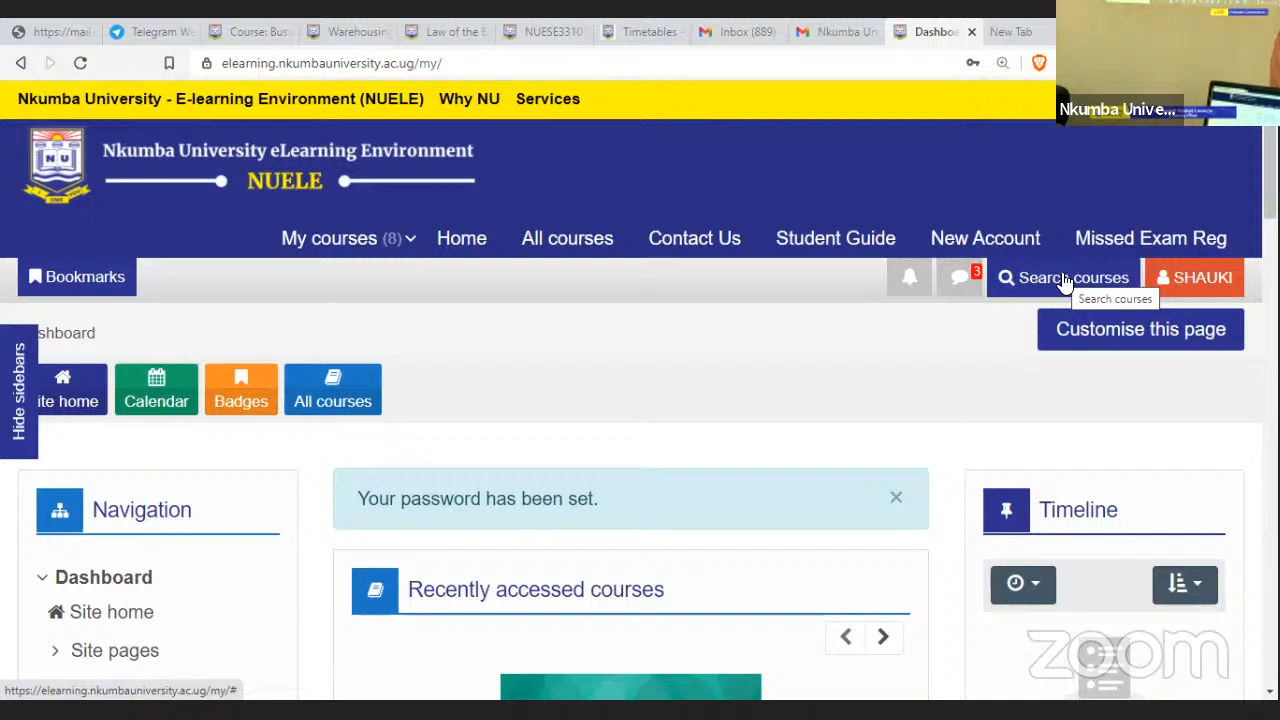 https://mail
Telegram We
Course: Bus
Warehousin
Law of the E
NUESE3310
Timetables -
Inbox (889)
Nkumba Uni
Dashboa
New Tab
elearning.nkumbauniversity.ac.ug/my/
Nkumba Unive...
Nkumba University - E-learning Environment (NUELE) Why NU Services
NU
Nkumba University eLearning Environment
NUELE
My courses (8) Home All courses Contact Us Student Guide New Account Missed Exam Reg
Bookmarks 3 Search courses SHAUKI
Search courses
shboard
Customise this page
Hide sidebars
ite home Calendar Badges All courses
Your password has been set.
Navigation
Timeline
Dashboard
Recently accessed courses
Site home
Site pages
zoom
https://elearning.nkumbauniversity.ac.ug/my/#